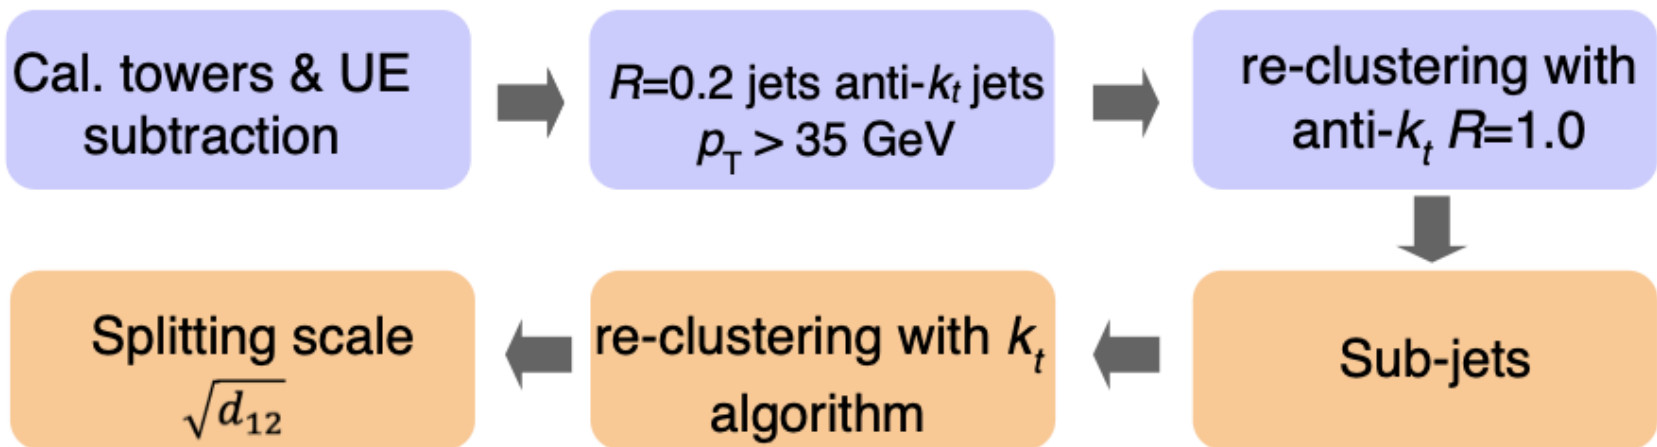 Cal. towers & UE
subtraction
R=0.2 jets anti-kₜ jets
p_T > 35 GeV
re-clustering with
anti-kₜ R=1.0
Sub-jets
re-clustering with kₜ
algorithm
Splitting scale
√d₁₂